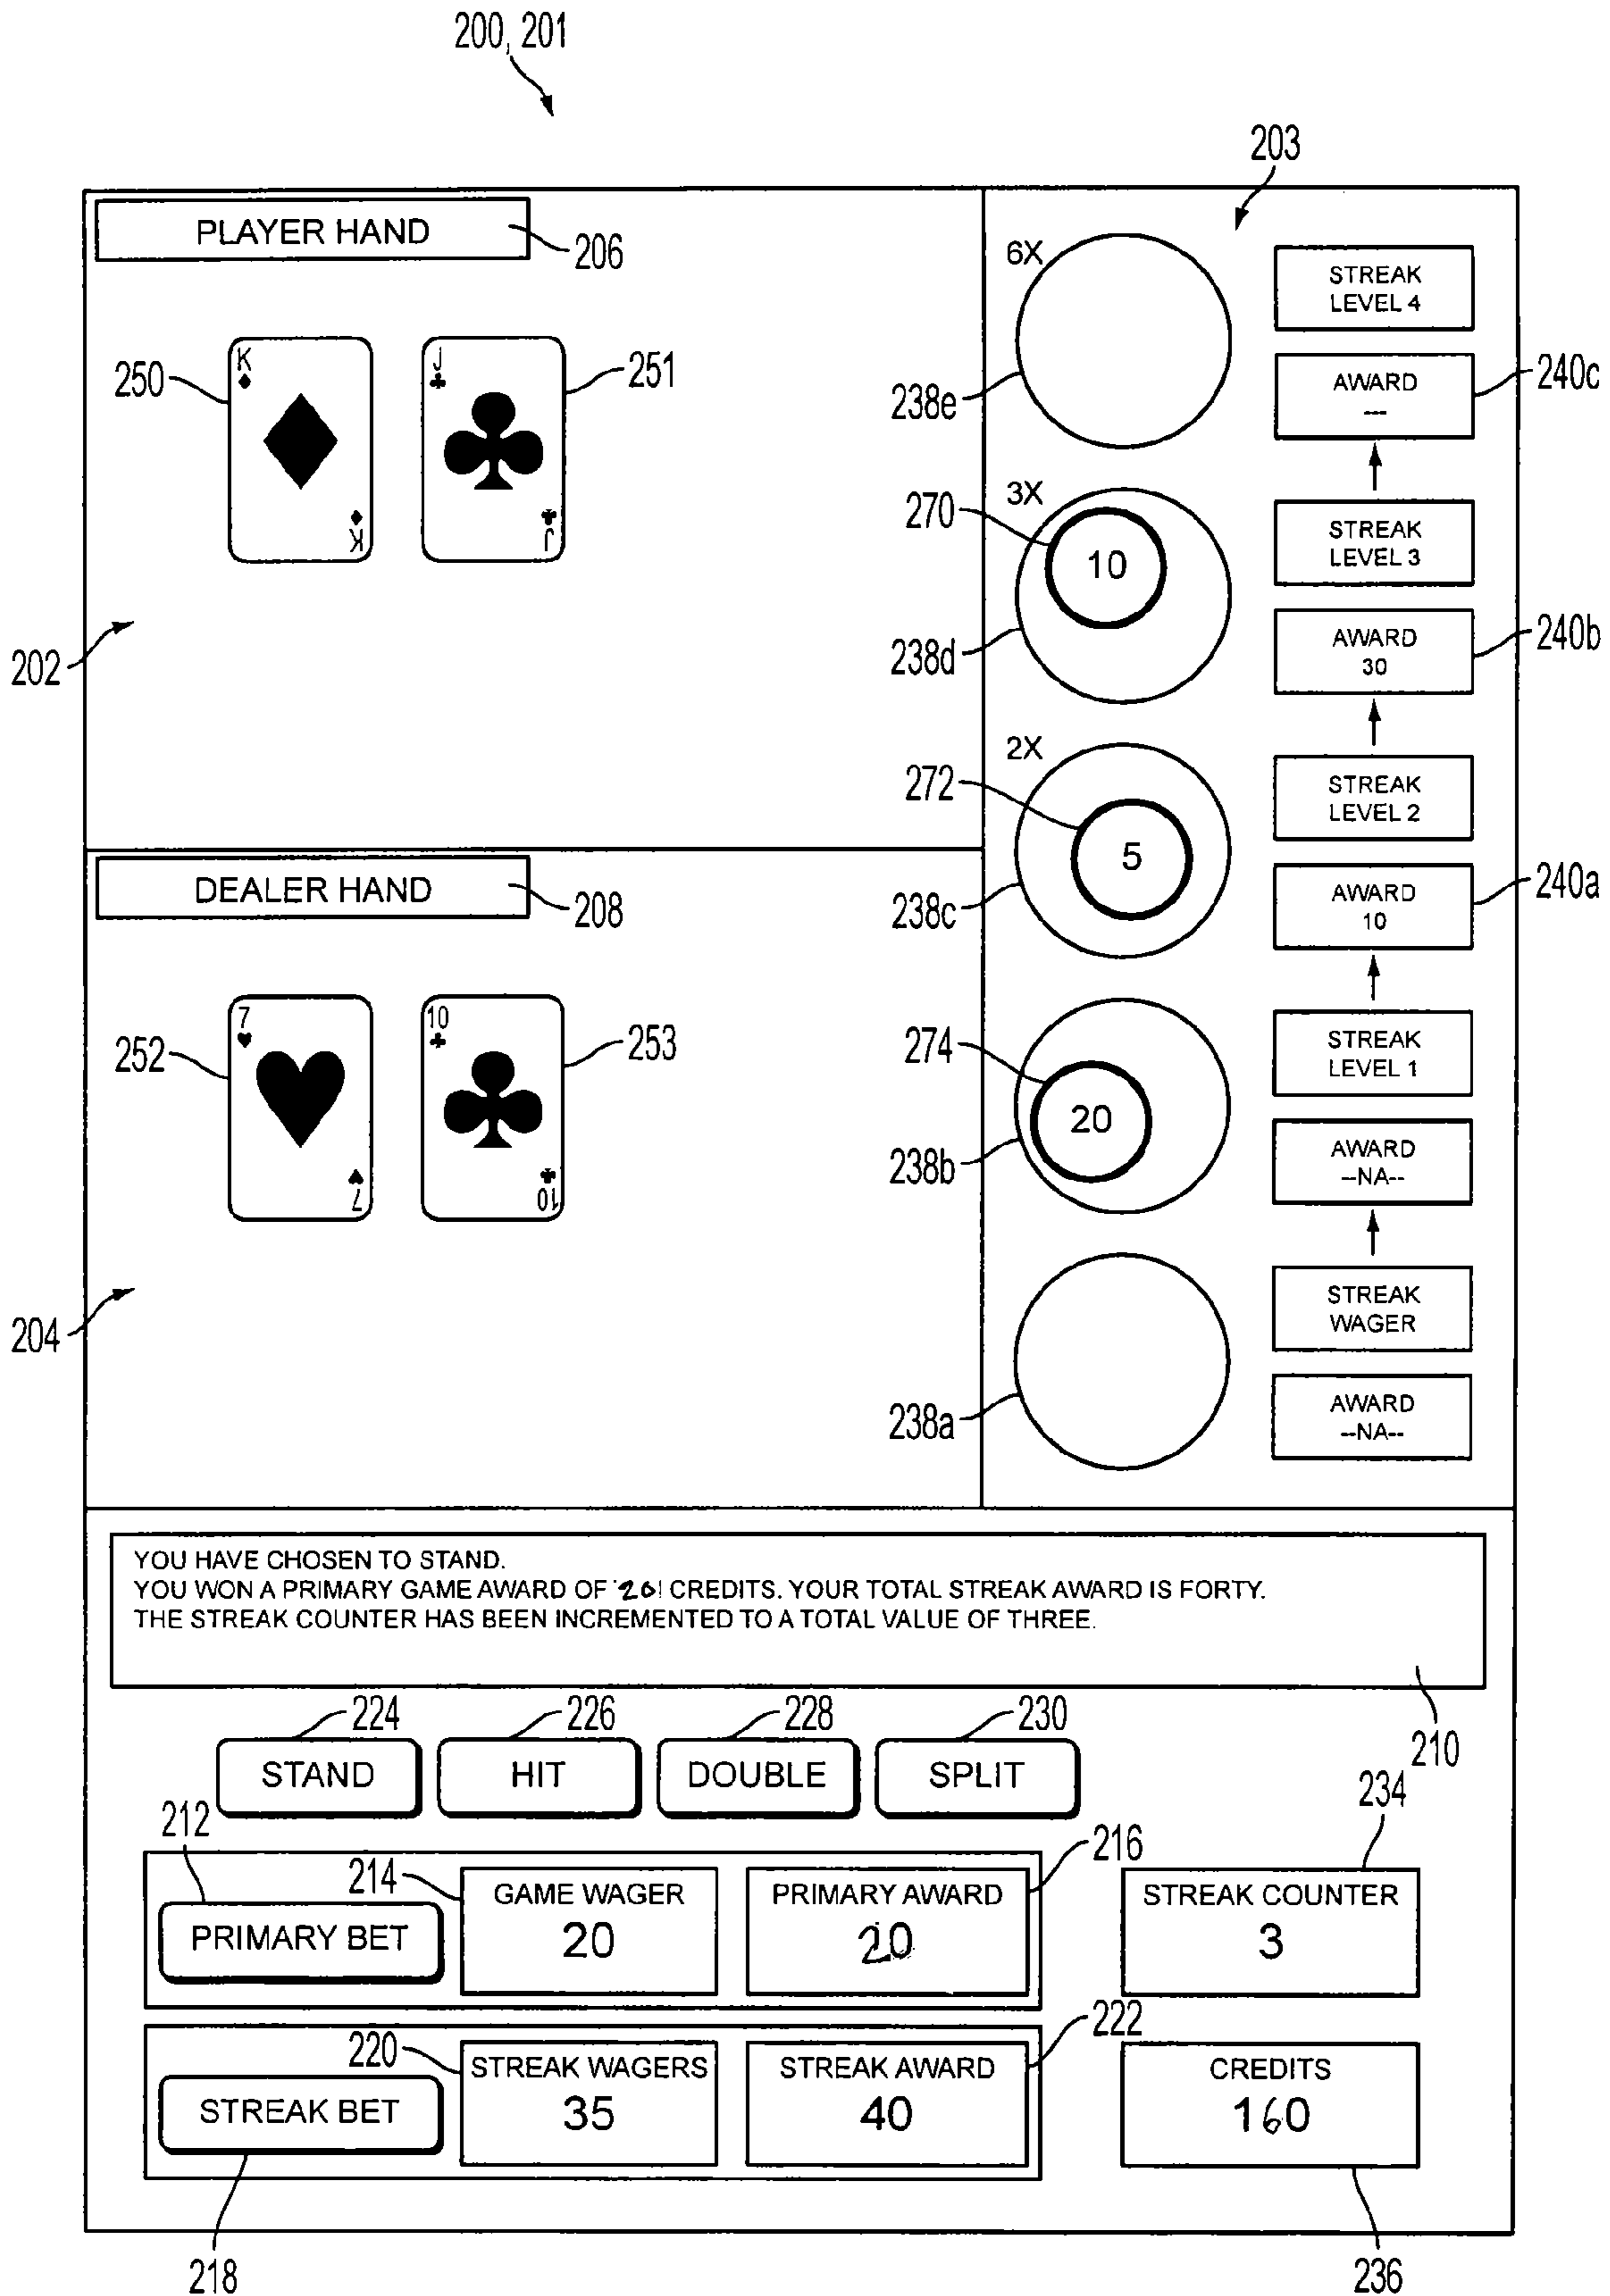 200, 201
203
PLAYER HAND
206
250
K
K
251
J
J
202
DEALER HAND
208
252
7
7
253
10
10
204
6X
238e
STREAK
LEVEL 4
AWARD
---
240c
3X
270
10
238d
STREAK
LEVEL 3
AWARD
30
240b
2X
272
5
238c
STREAK
LEVEL 2
AWARD
10
240a
274
20
238b
STREAK
LEVEL 1
AWARD
--NA--
238a
STREAK
WAGER
AWARD
--NA--
YOU HAVE CHOSEN TO STAND.
YOU WON A PRIMARY GAME AWARD OF 20 CREDITS. YOUR TOTAL STREAK AWARD IS FORTY.
THE STREAK COUNTER HAS BEEN INCREMENTED TO A TOTAL VALUE OF THREE.
210
224
226
228
230
STAND
HIT
DOUBLE
SPLIT
212
214
216
234
PRIMARY BET
GAME WAGER
20
PRIMARY AWARD
20
STREAK COUNTER
3
218
220
222
236
STREAK BET
STREAK WAGERS
35
STREAK AWARD
40
CREDITS
160